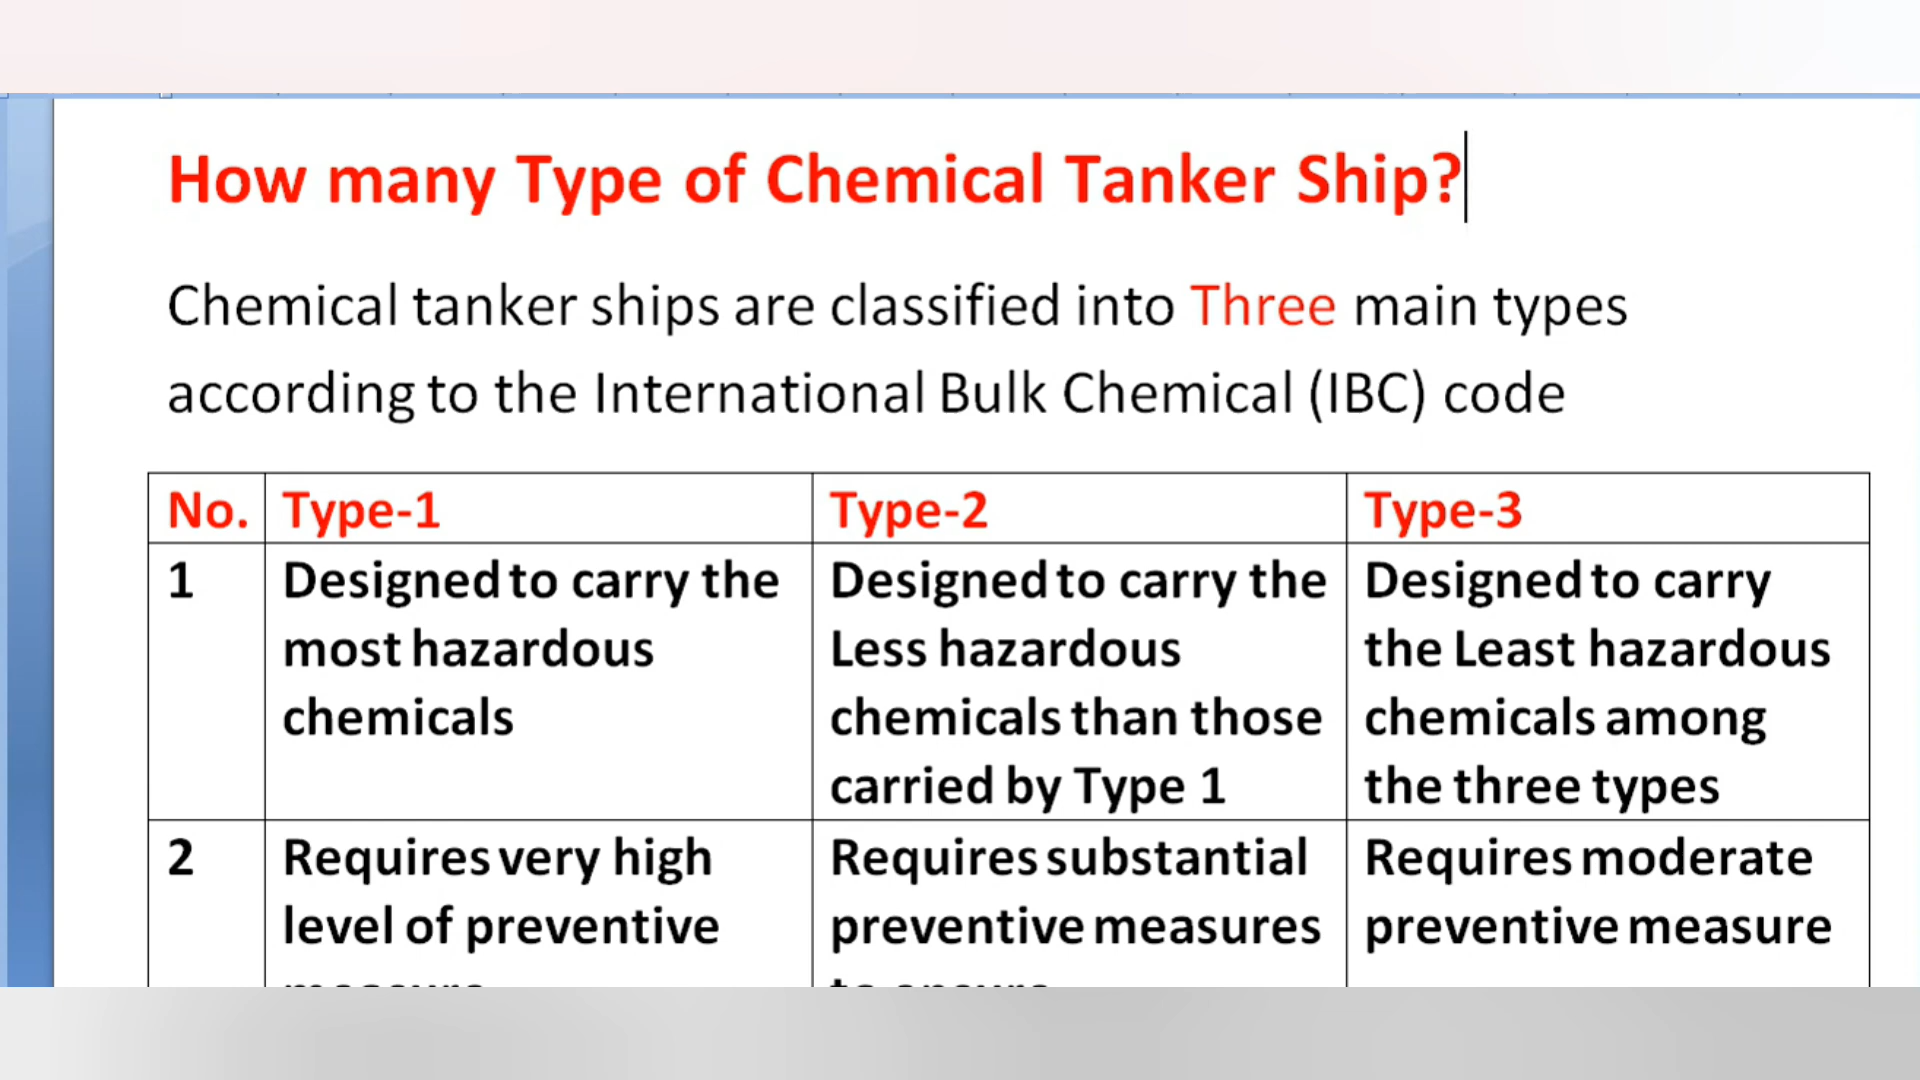 How many Type of Chemical Tanker Ship?
Chemical tanker ships are classified into Three main types
according to the International Bulk Chemical (IBC) code
No. Type-1 Type-2 Type-3
1
Designed to carry the
most hazardous
chemicals
Designed to carry the
Less hazardous
chemicals than those
carried by Type 1
Designed to carry
the Least hazardous
chemicals among
the three types
2
Requires very high
level of preventive
Requires substantial
preventive measures
Requires moderate
preventive measure